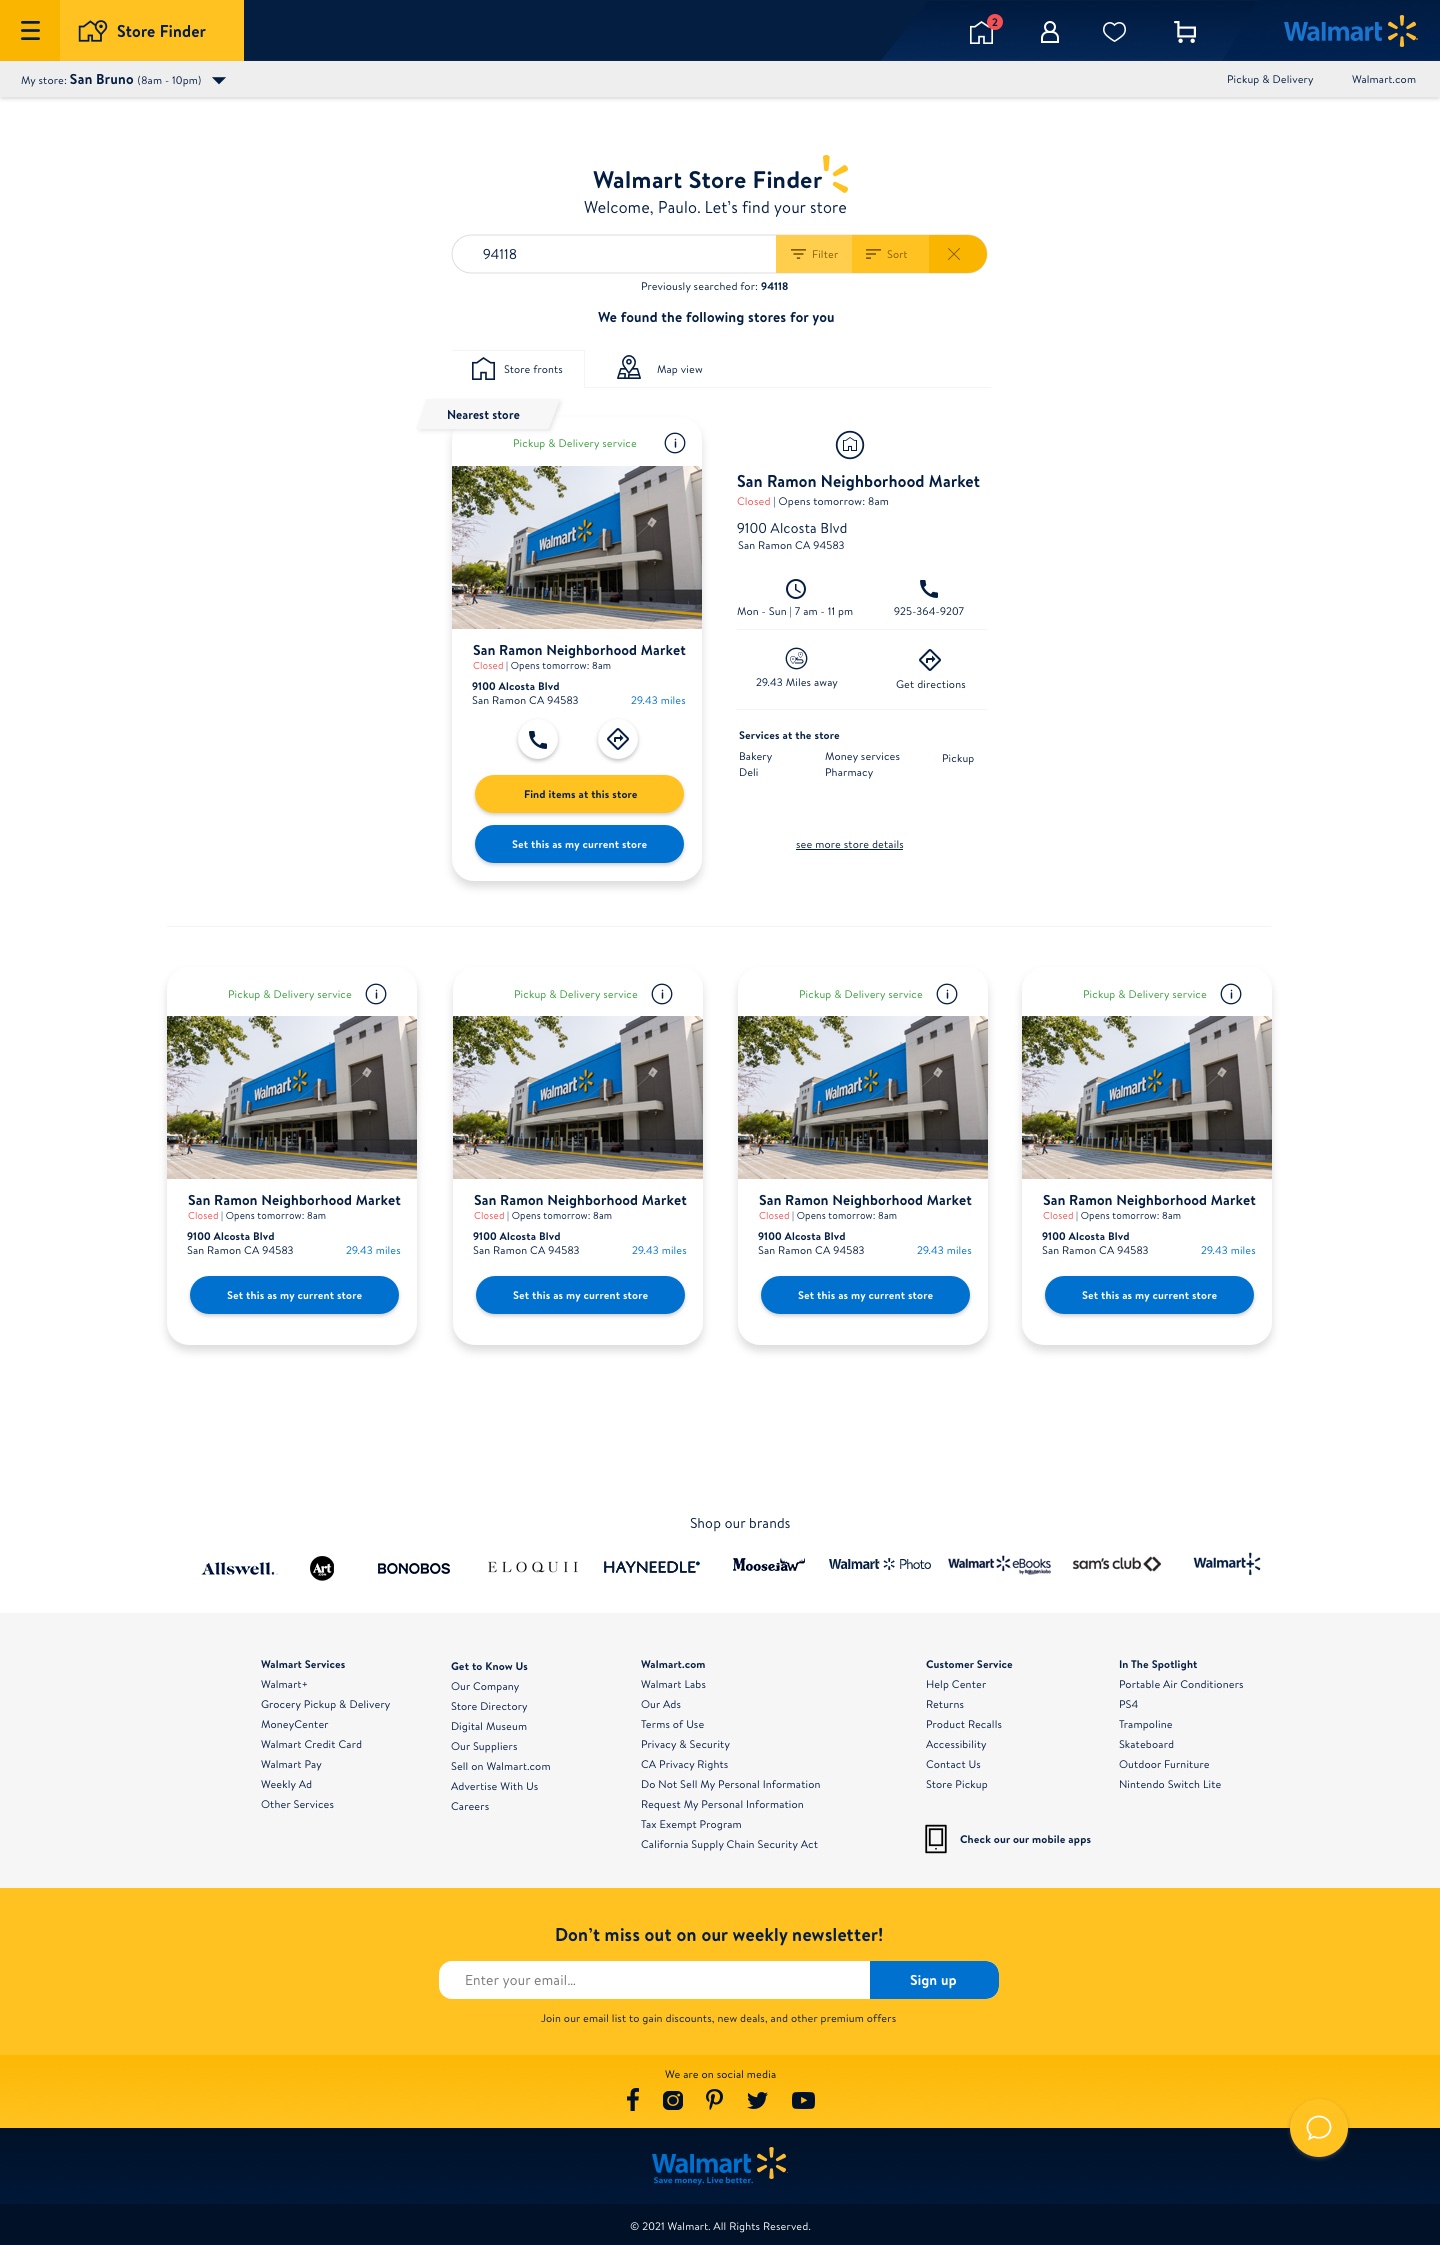 Store Finder
2
Walmart
My store: San Bruno (8am - 10pm)
Pickup & Delivery
Walmart.com
Walmart Store Finder
Welcome, Paulo. Let's find your store
94118
Filter
Sort
Previously searched for: 94118
We found the following stores for you
Store fronts
Map view
Nearest store
Pickup & Delivery service
Walmart
San Ramon Neighborhood Market
Closed | Opens tomorrow: 8am
9100 Alcosta Blvd
San Ramon CA 94583
29.43 miles
Find items at this store
Set this as my current store
San Ramon Neighborhood Market
Closed | Opens tomorrow: 8am
9100 Alcosta Blvd
San Ramon CA 94583
Mon - Sun | 7 am - 11 pm
925-364-9207
29.43 Miles away
Get directions
Services at the store
Bakery
Money services
Pickup
Deli
Pharmacy
see more store details
Pickup & Delivery service
Walmart
San Ramon Neighborhood Market
Closed | Opens tomorrow: 8am
9100 Alcosta Blvd
San Ramon CA 94583
29.43 miles
Set this as my current store
Pickup & Delivery service
Walmart
San Ramon Neighborhood Market
Closed | Opens tomorrow: 8am
9100 Alcosta Blvd
San Ramon CA 94583
29.43 miles
Set this as my current store
Pickup & Delivery service
Walmart
San Ramon Neighborhood Market
Closed | Opens tomorrow: 8am
9100 Alcosta Blvd
San Ramon CA 94583
29.43 miles
Set this as my current store
Pickup & Delivery service
Walmart
San Ramon Neighborhood Market
Closed | Opens tomorrow: 8am
9100 Alcosta Blvd
San Ramon CA 94583
29.43 miles
Set this as my current store
Shop our brands
Allswell.
Art
BONOBOS
ELOQUII
HAYNEEDLE
Moosejaw
Walmart Photo
Walmart eBooks
sam's club
Walmart
Walmart Services
Walmart+
Grocery Pickup & Delivery
MoneyCenter
Walmart Credit Card
Walmart Pay
Weekly Ad
Other Services
Get to Know Us
Our Company
Store Directory
Digital Museum
Our Suppliers
Sell on Walmart.com
Advertise With Us
Careers
Walmart.com
Walmart Labs
Our Ads
Terms of Use
Privacy & Security
CA Privacy Rights
Do Not Sell My Personal Information
Request My Personal Information
Tax Exempt Program
California Supply Chain Security Act
Customer Service
Help Center
Returns
Product Recalls
Accessibility
Contact Us
Store Pickup
Check our our mobile apps
In The Spotlight
Portable Air Conditioners
PS4
Trampoline
Skateboard
Outdoor Furniture
Nintendo Switch Lite
Don't miss out on our weekly newsletter!
Enter your email...
Sign up
Join our email list to gain discounts, new deals, and other premium offers
We are on social media
Walmart
Save money. Live better.
© 2021 Walmart. All Rights Reserved.